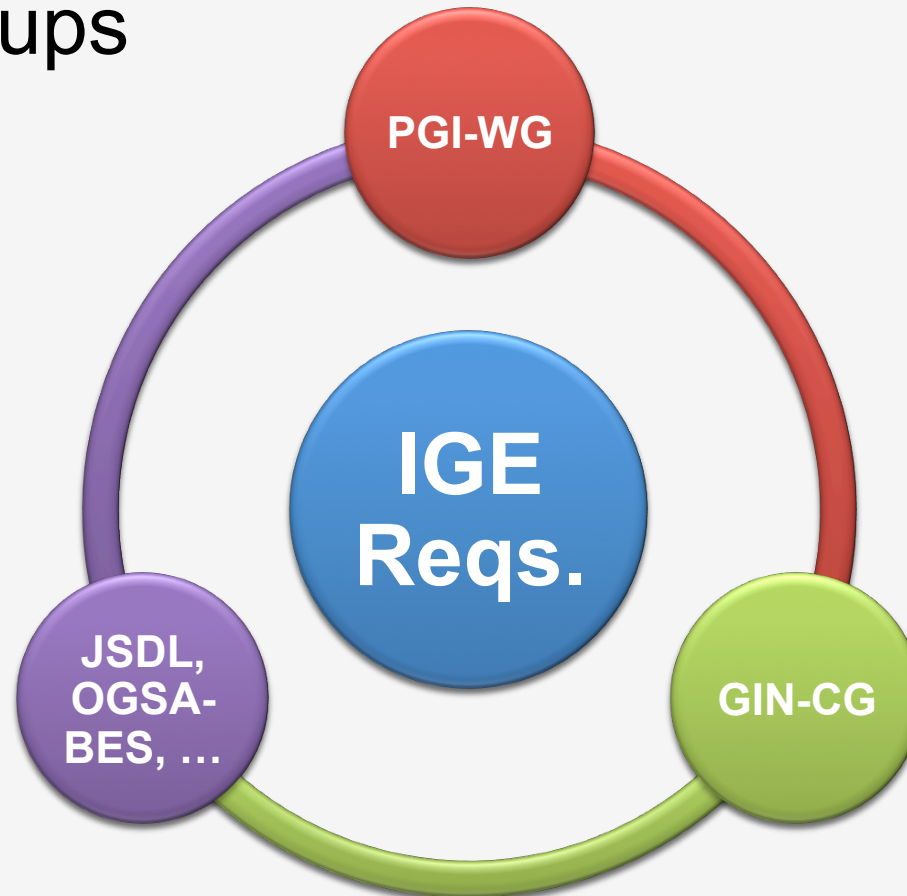 ups
PGI-WG
IGE
Reqs.
JSDL,
OGSA-
BES, …
GIN-CG